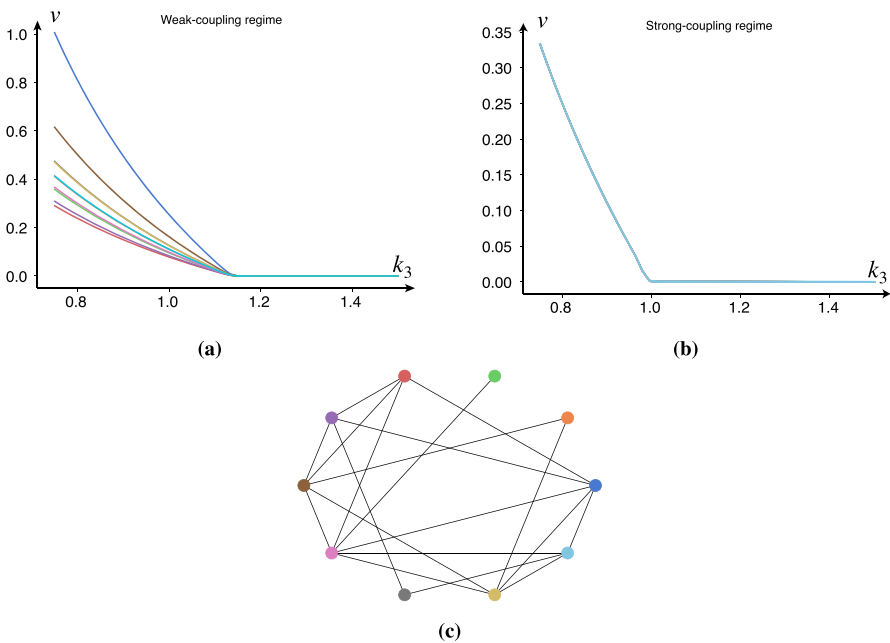 v
Weak-coupling regime
1.0
0.8
0.6
0.4
0.2
0.0
k3
0.8 1.0 1.2 1.4
(a)
v
Strong-coupling regime
0.35
0.30
0.25
0.20
0.15
0.10
0.05
0.00
k3
0.8 1.0 1.2 1.4
(b)
(c)